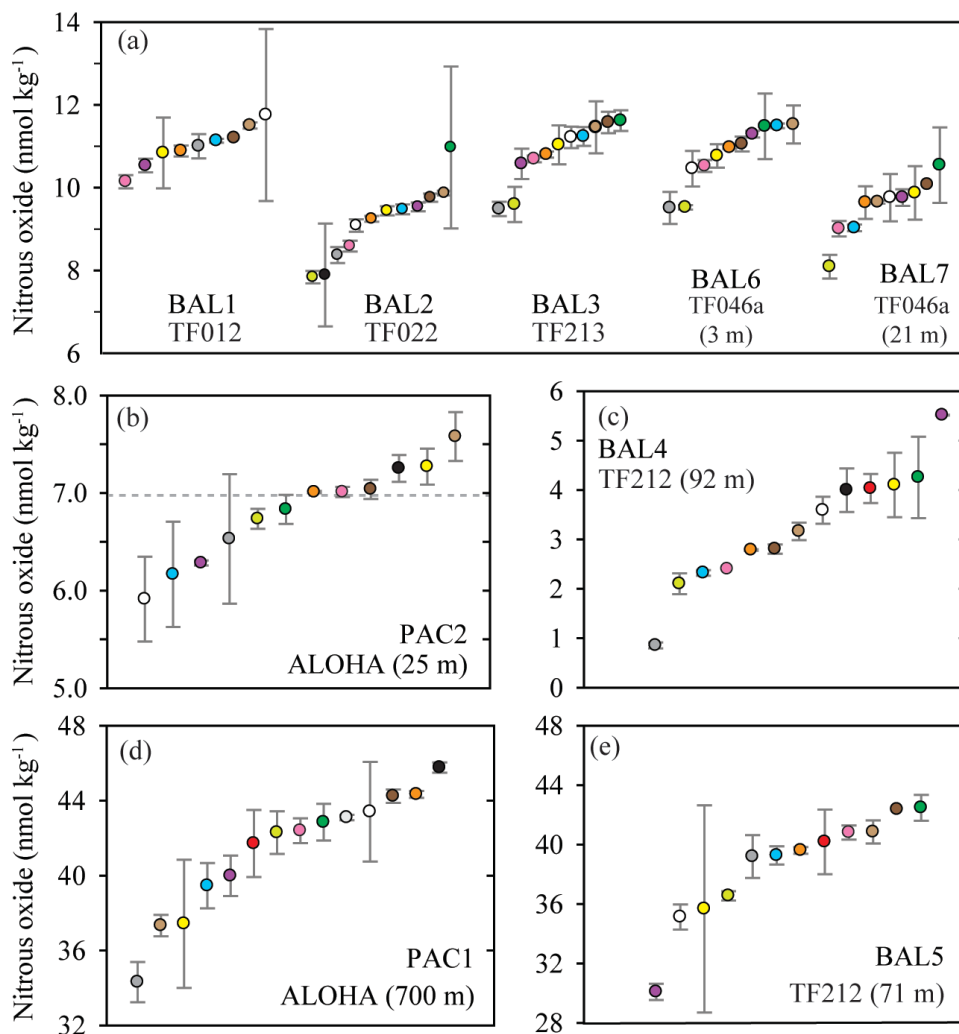 Nitrous oxide (nmol kg⁻¹)
14
12
10
8
6
(a)
BAL1
TF012
BAL2
TF022
BAL3
TF213
BAL6
TF046a
(3 m)
BAL7
TF046a
(21 m)
Nitrous oxide (nmol kg⁻¹)
8.0
7.0
6.0
5.0
(b)
PAC2
ALOHA (25 m)
6
5
4
3
2
1
0
(c)
BAL4
TF212 (92 m)
Nitrous oxide (nmol kg⁻¹)
48
44
40
36
32
(d)
PAC1
ALOHA (700 m)
48
44
40
36
32
28
(e)
BAL5
TF212 (71 m)